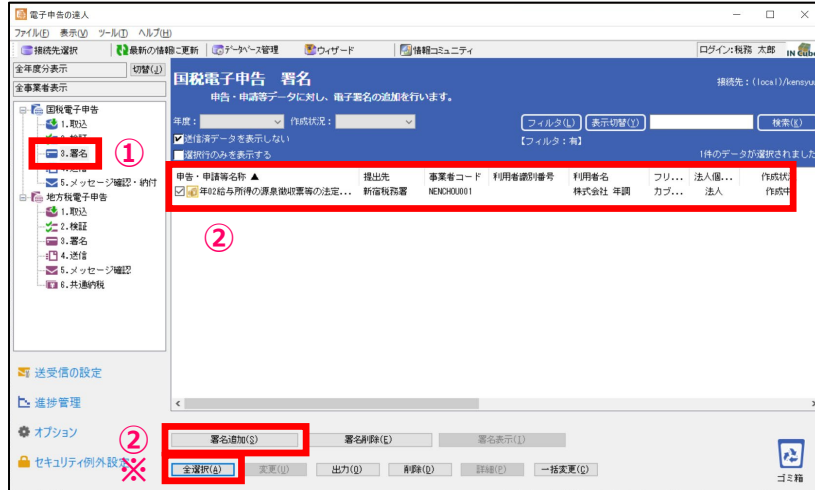 電子申告の達人
ファイル(F) 表示(V) ツール(T) ヘルプ(H)
接続先選択 最新の情報に更新 データベース管理 ウィザード 情報コミュニティ ログイン:税務 太郎 IN Cube
全年度分表示 切替(J)
全事業者表示
国税電子申告
1.取込
3.署名
①
5.メッセージ確認・納付
地方税電子申告
1.取込
2.検証
3.署名
4.送信
5.メッセージ確認
6.共通納税
送受信の設定
進捗管理
オプション
セキュリティ例外設定
国税電子申告 署名
申告・申請等データに対し、電子署名の追加を行います。
接続先:(local)/kensyu
年度: 作成状況: フィルタ(L) 表示切替(Y) 検索(K)
送信済データを表示しない 【フィルタ:有】
選択行のみを表示する 1件のデータが選択されました
申告・申請等名称 ▲ 提出先 事業者コード 利用者識別番号 利用者名 フリ... 法人個... 作成状況
年02給与所得の源泉徴収票等の法定... 新宿税務署 NENCHOU001 株式会社 年調 カブ... 法人 作成中
②
②
署名追加(S) 署名削除(E) 署名表示(I)
※
全選択(A) 変更(U) 出力(O) 削除(D) 詳細(P) 一括変更(C)
ゴミ箱